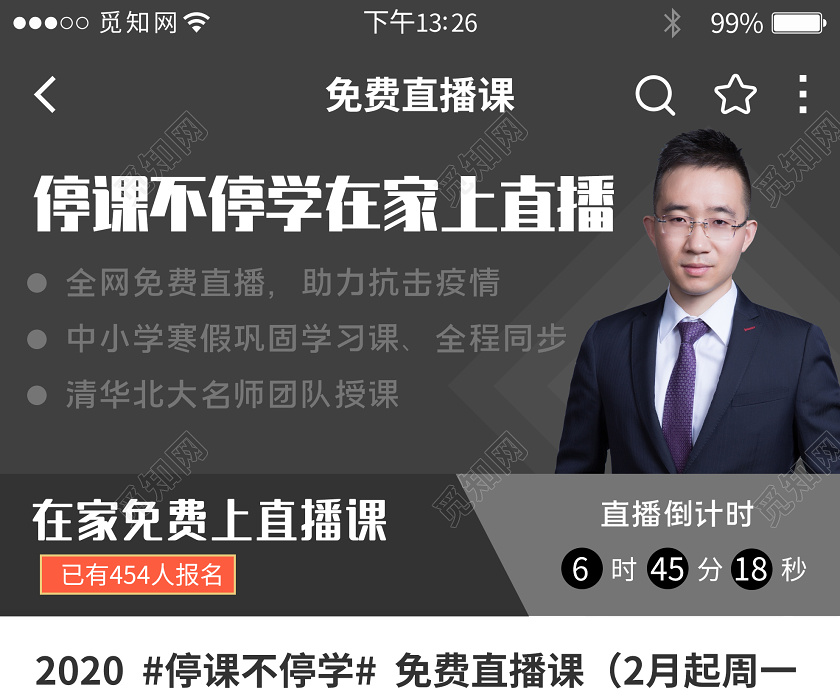 觅知网 下午13:26 99%
免费直播课
停课不停学在家上直播
全网免费直播，助力抗击疫情
中小学寒假巩固学习课、全程同步
清华北大名师团队授课
在家免费上直播课
直播倒计时
已有454人报名
6 时 45 分 18 秒
2020 #停课不停学# 免费直播课（2月起周一
觅知网
觅知网
觅知网
觅知网
觅知网
觅知网